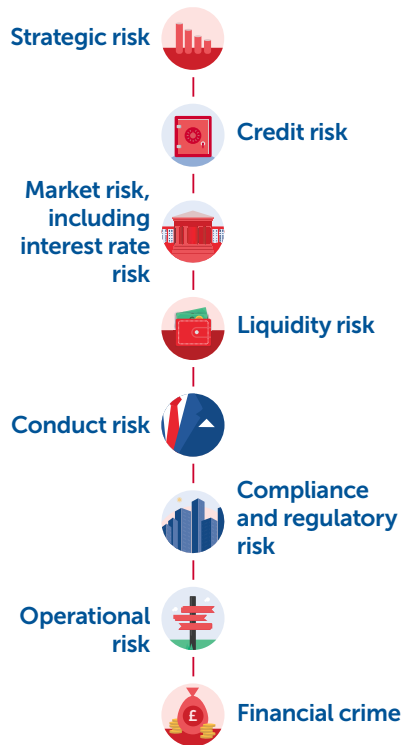 Strategic risk
Credit risk
Market risk,
including
interest rate
risk
Liquidity risk
Conduct risk
Compliance
and regulatory
risk
Operational
risk
£
Financial crime